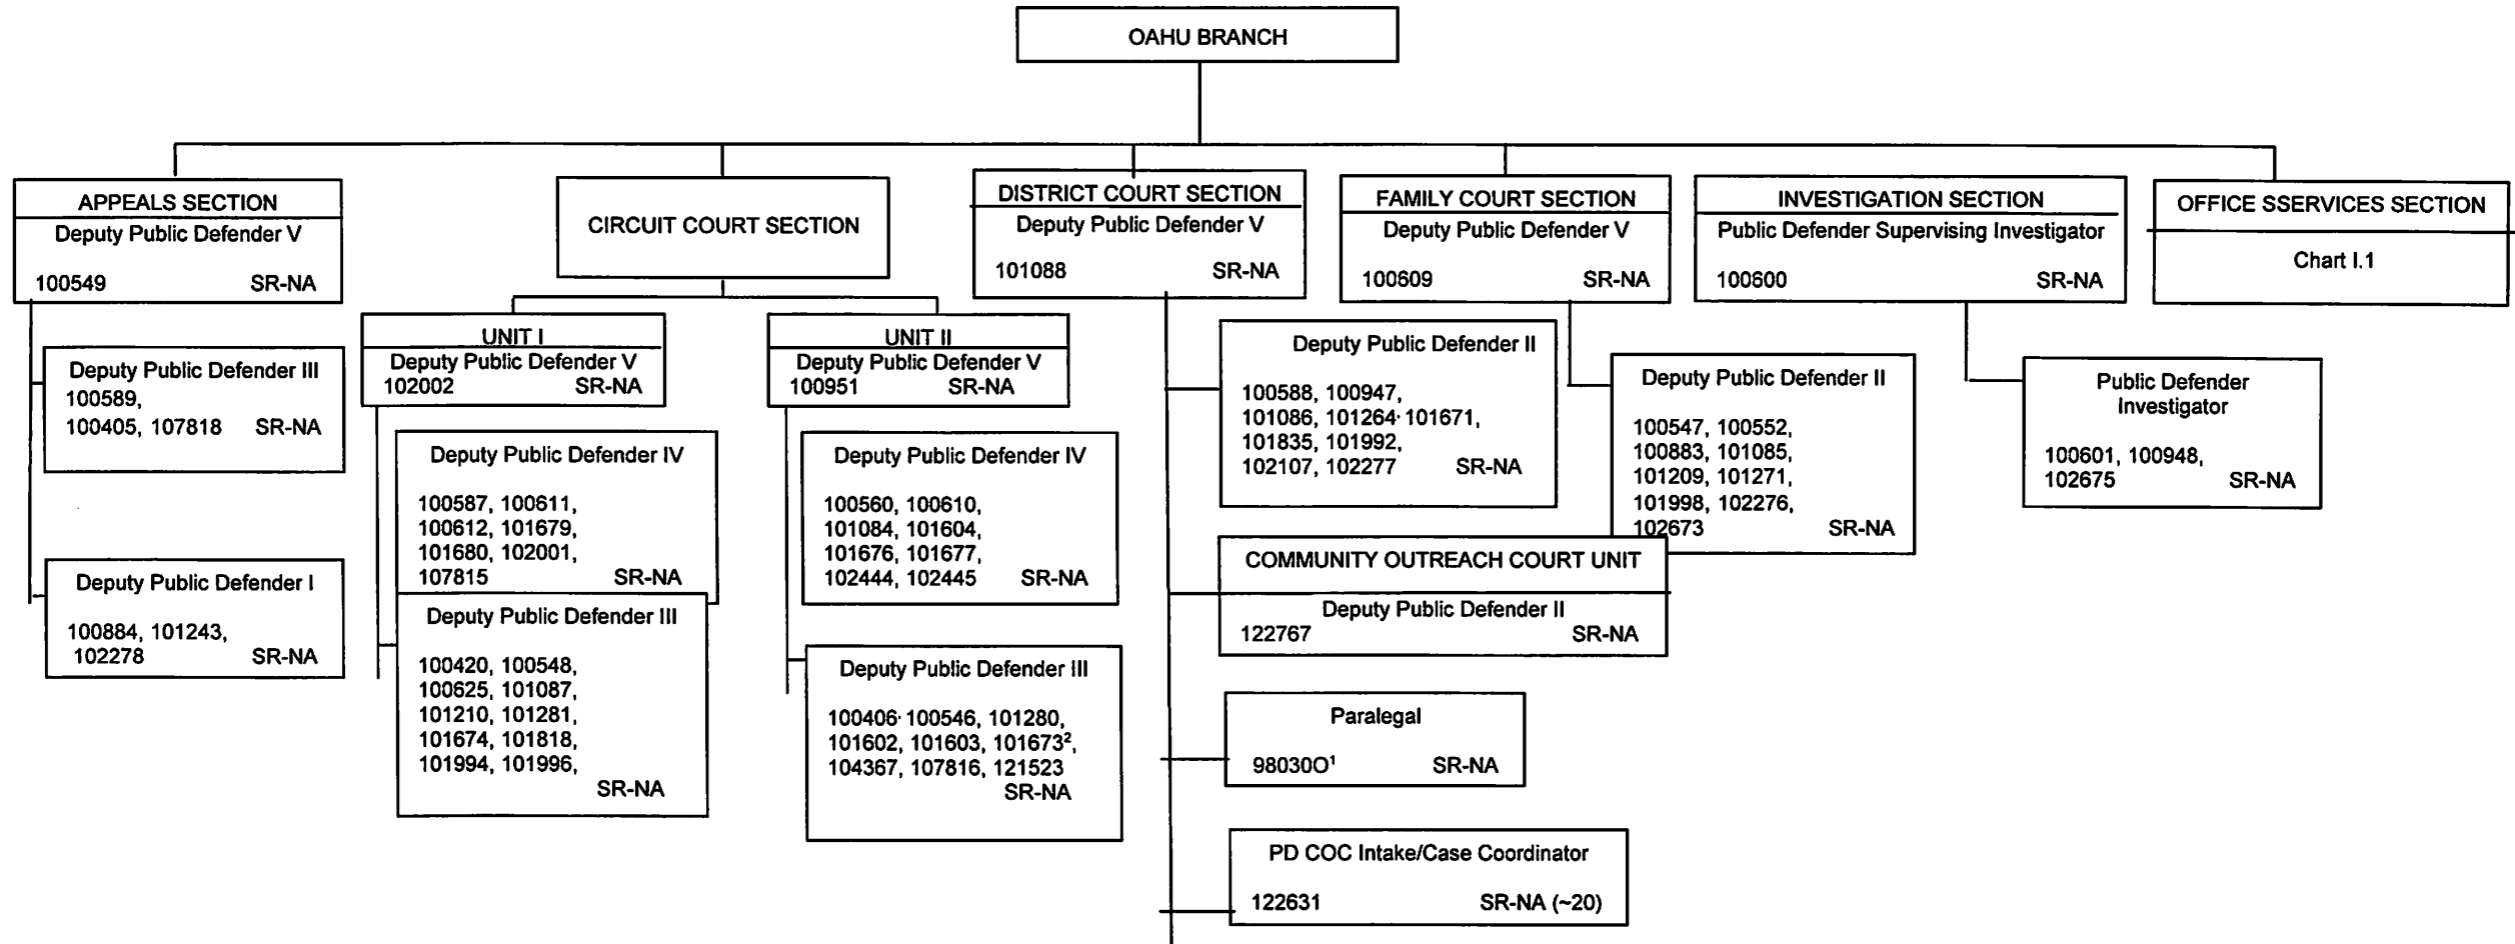 OAHU BRANCH
APPEALS SECTION
Deputy Public Defender V
100549 SR-NA
Deputy Public Defender III
100589,
100405, 107818 SR-NA
Deputy Public Defender I
100884, 101243,
102278 SR-NA
CIRCUIT COURT SECTION
UNIT I
Deputy Public Defender V
102002 SR-NA
Deputy Public Defender IV
100587, 100611,
100612, 101679,
101680, 102001,
107815 SR-NA
Deputy Public Defender III
100420, 100548,
100625, 101087,
101210, 101281,
101674, 101818,
101994, 101996,
SR-NA
UNIT II
Deputy Public Defender V
100951 SR-NA
Deputy Public Defender IV
100560, 100610,
101084, 101604,
101676, 101677,
102444, 102445 SR-NA
Deputy Public Defender III
100406· 100546, 101280,
101602, 101603, 101673²,
104367, 107816, 121523
SR-NA
DISTRICT COURT SECTION
Deputy Public Defender V
101088 SR-NA
Deputy Public Defender II
100588, 100947,
101086, 101264· 101671,
101835, 101992,
102107, 102277 SR-NA
COMMUNITY OUTREACH COURT UNIT
Deputy Public Defender II
122767 SR-NA
Paralegal
98030O¹ SR-NA
PD COC Intake/Case Coordinator
122631 SR-NA (~20)
FAMILY COURT SECTION
Deputy Public Defender V
100609 SR-NA
Deputy Public Defender II
100547, 100552,
100883, 101085,
101209, 101271,
101998, 102276,
102673 SR-NA
INVESTIGATION SECTION
Public Defender Supervising Investigator
100600 SR-NA
Public Defender
Investigator
100601, 100948,
102675 SR-NA
OFFICE SSERVICES SECTION
Chart I.1